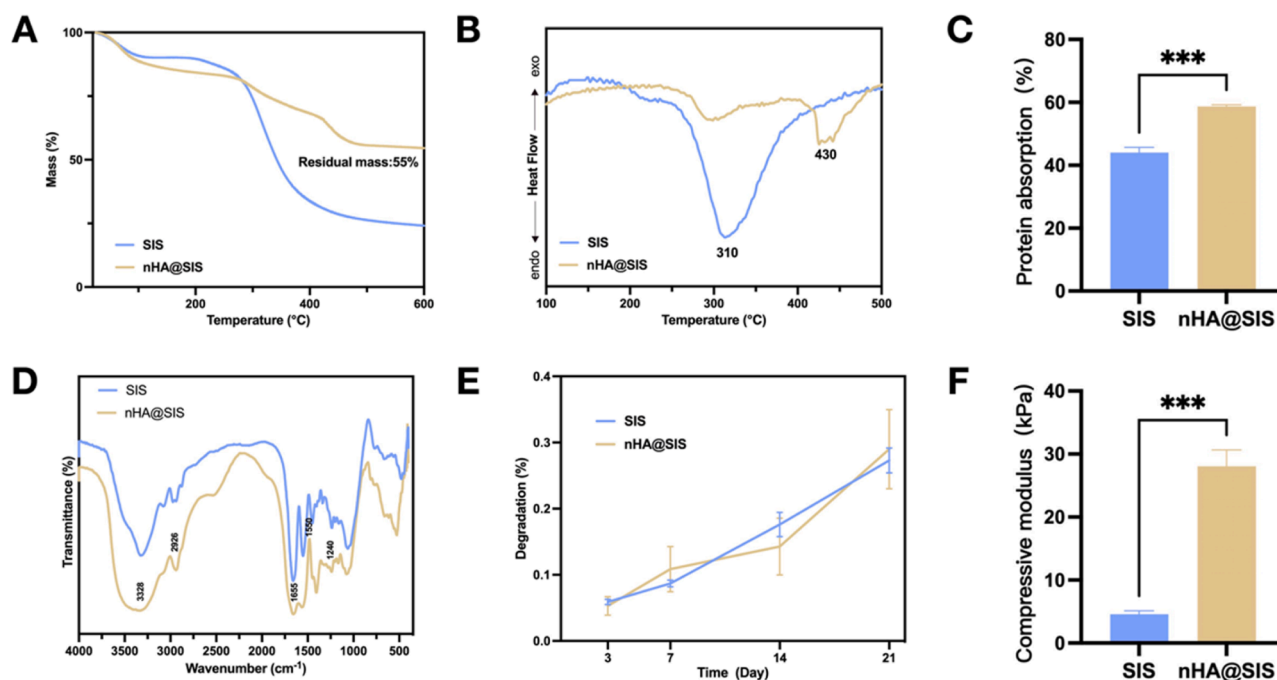 A
100
50
0
Mass (%)
Residual mass:55%
SIS
nHA@SIS
200
400
600
Temperature (°C)
B
exo
Heat Flow
endo
430
310
SIS
nHA@SIS
100
200
300
400
500
Temperature (°C)
C
80
60
40
20
0
Protein absorption (%)
***
SIS
nHA@SIS
D
SIS
nHA@SIS
Transmittance (%)
3328
2926
1655
1550
1240
4000
3500
3000
2500
2000
1500
1000
500
Wavenumber (cm⁻¹)
E
0.4
0.3
0.2
0.1
0.0
Degradation (%)
SIS
nHA@SIS
3
7
14
21
Time (Day)
F
40
30
20
10
0
Compressive modulus (kPa)
***
SIS
nHA@SIS